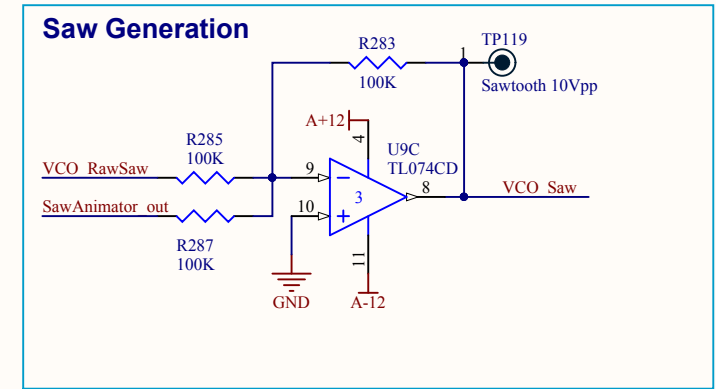 Saw Generation
R283
100K
1
TP119
Sawtooth 10Vpp
A+12
4
U9C
TL074CD
R285
100K
VCO_RawSaw
9
3
8
VCO_Saw
SawAnimator_out
10
R287
100K
11
GND
A-12